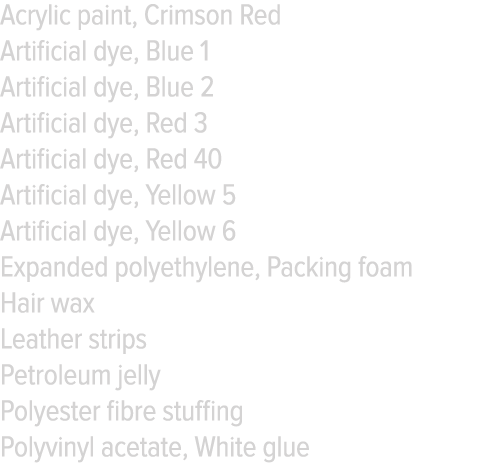 Acrylic paint, Crimson Red
Artificial dye, Blue 1
Artificial dye, Blue 2
Artificial dye, Red 3
Artificial dye, Red 40
Artificial dye, Yellow 5
Artificial dye, Yellow 6
Expanded polyethylene, Packing foam
Hair wax
Leather strips
Petroleum jelly
Polyester fibre stuffing
Polyvinyl acetate, White glue